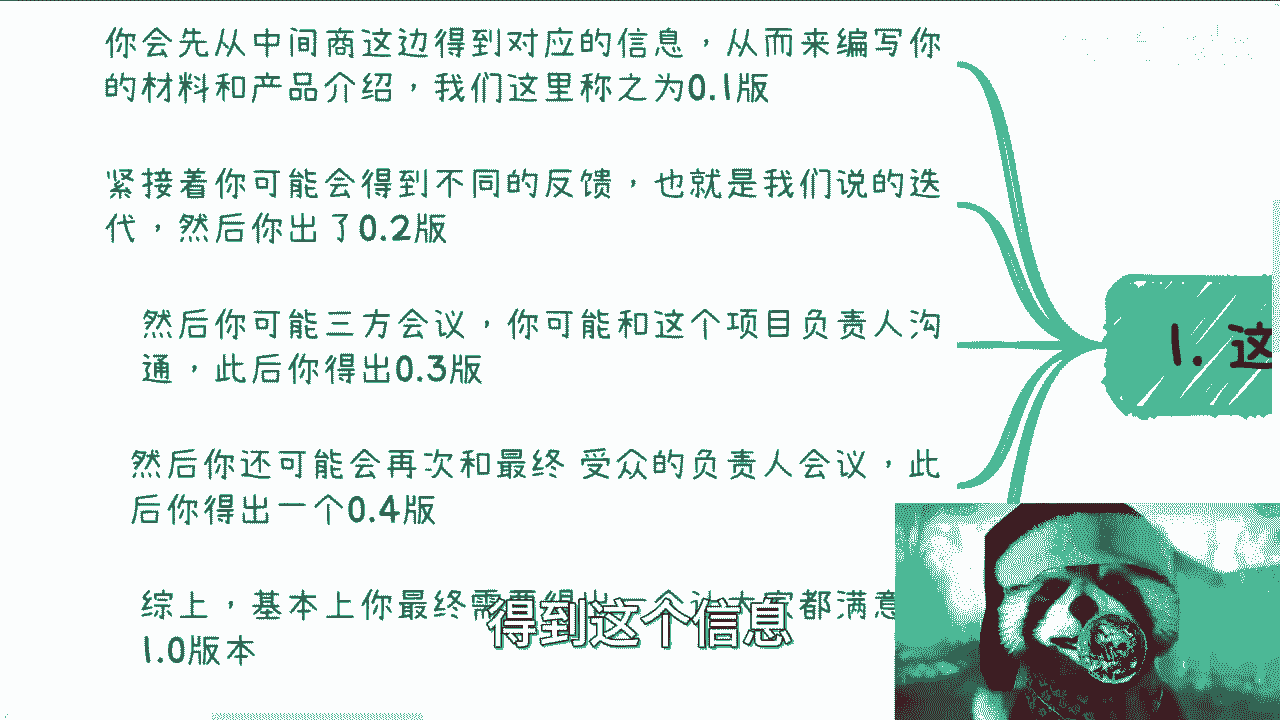 你会先从中间商这边得到对应的信息，从而来编写你
的材料和产品介绍，我们这里称之为0.1版
紧接着你可能会得到不同的反馈，也就是我们说的迭
代，然后你出了0.2版
然后你可能三方会议，你可能和这个项目负责人沟
通，此后你得出0.3版
然后你还可能会再次和最终 受众的负责人会议，此
后你得出一个0.4版
综上，基本上你最终需要得出一个让大家都满意
1.0版本
1. 这
得到这个信息